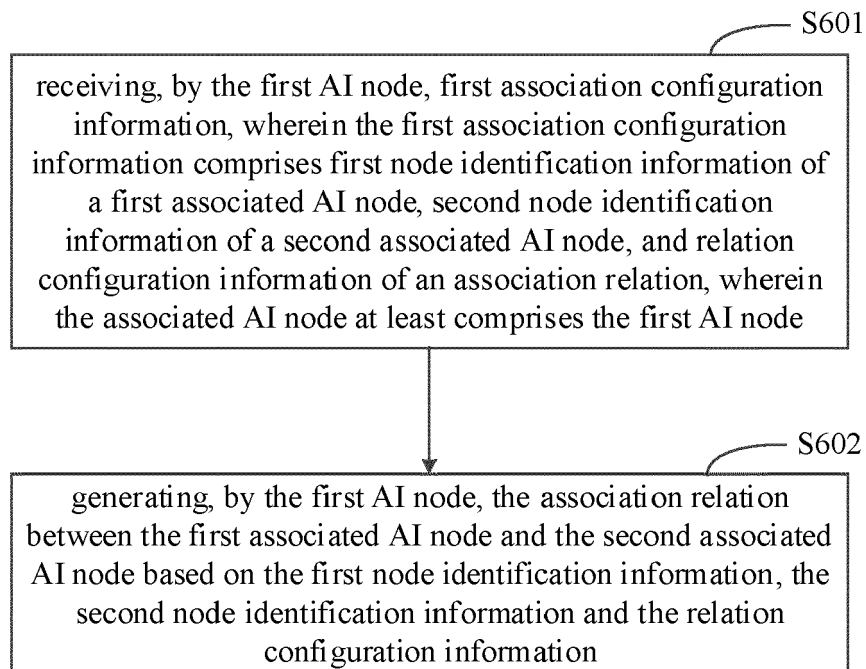 S601
receiving, by the first AI node, first association configuration
information, wherein the first association configuration
information comprises first node identification information of
a first associated AI node, second node identification
information of a second associated AI node, and relation
configuration information of an association relation, wherein
the associated AI node at least comprises the first AI node
S602
generating, by the first AI node, the association relation
between the first associated AI node and the second associated
AI node based on the first node identification information, the
second node identification information and the relation
configuration information